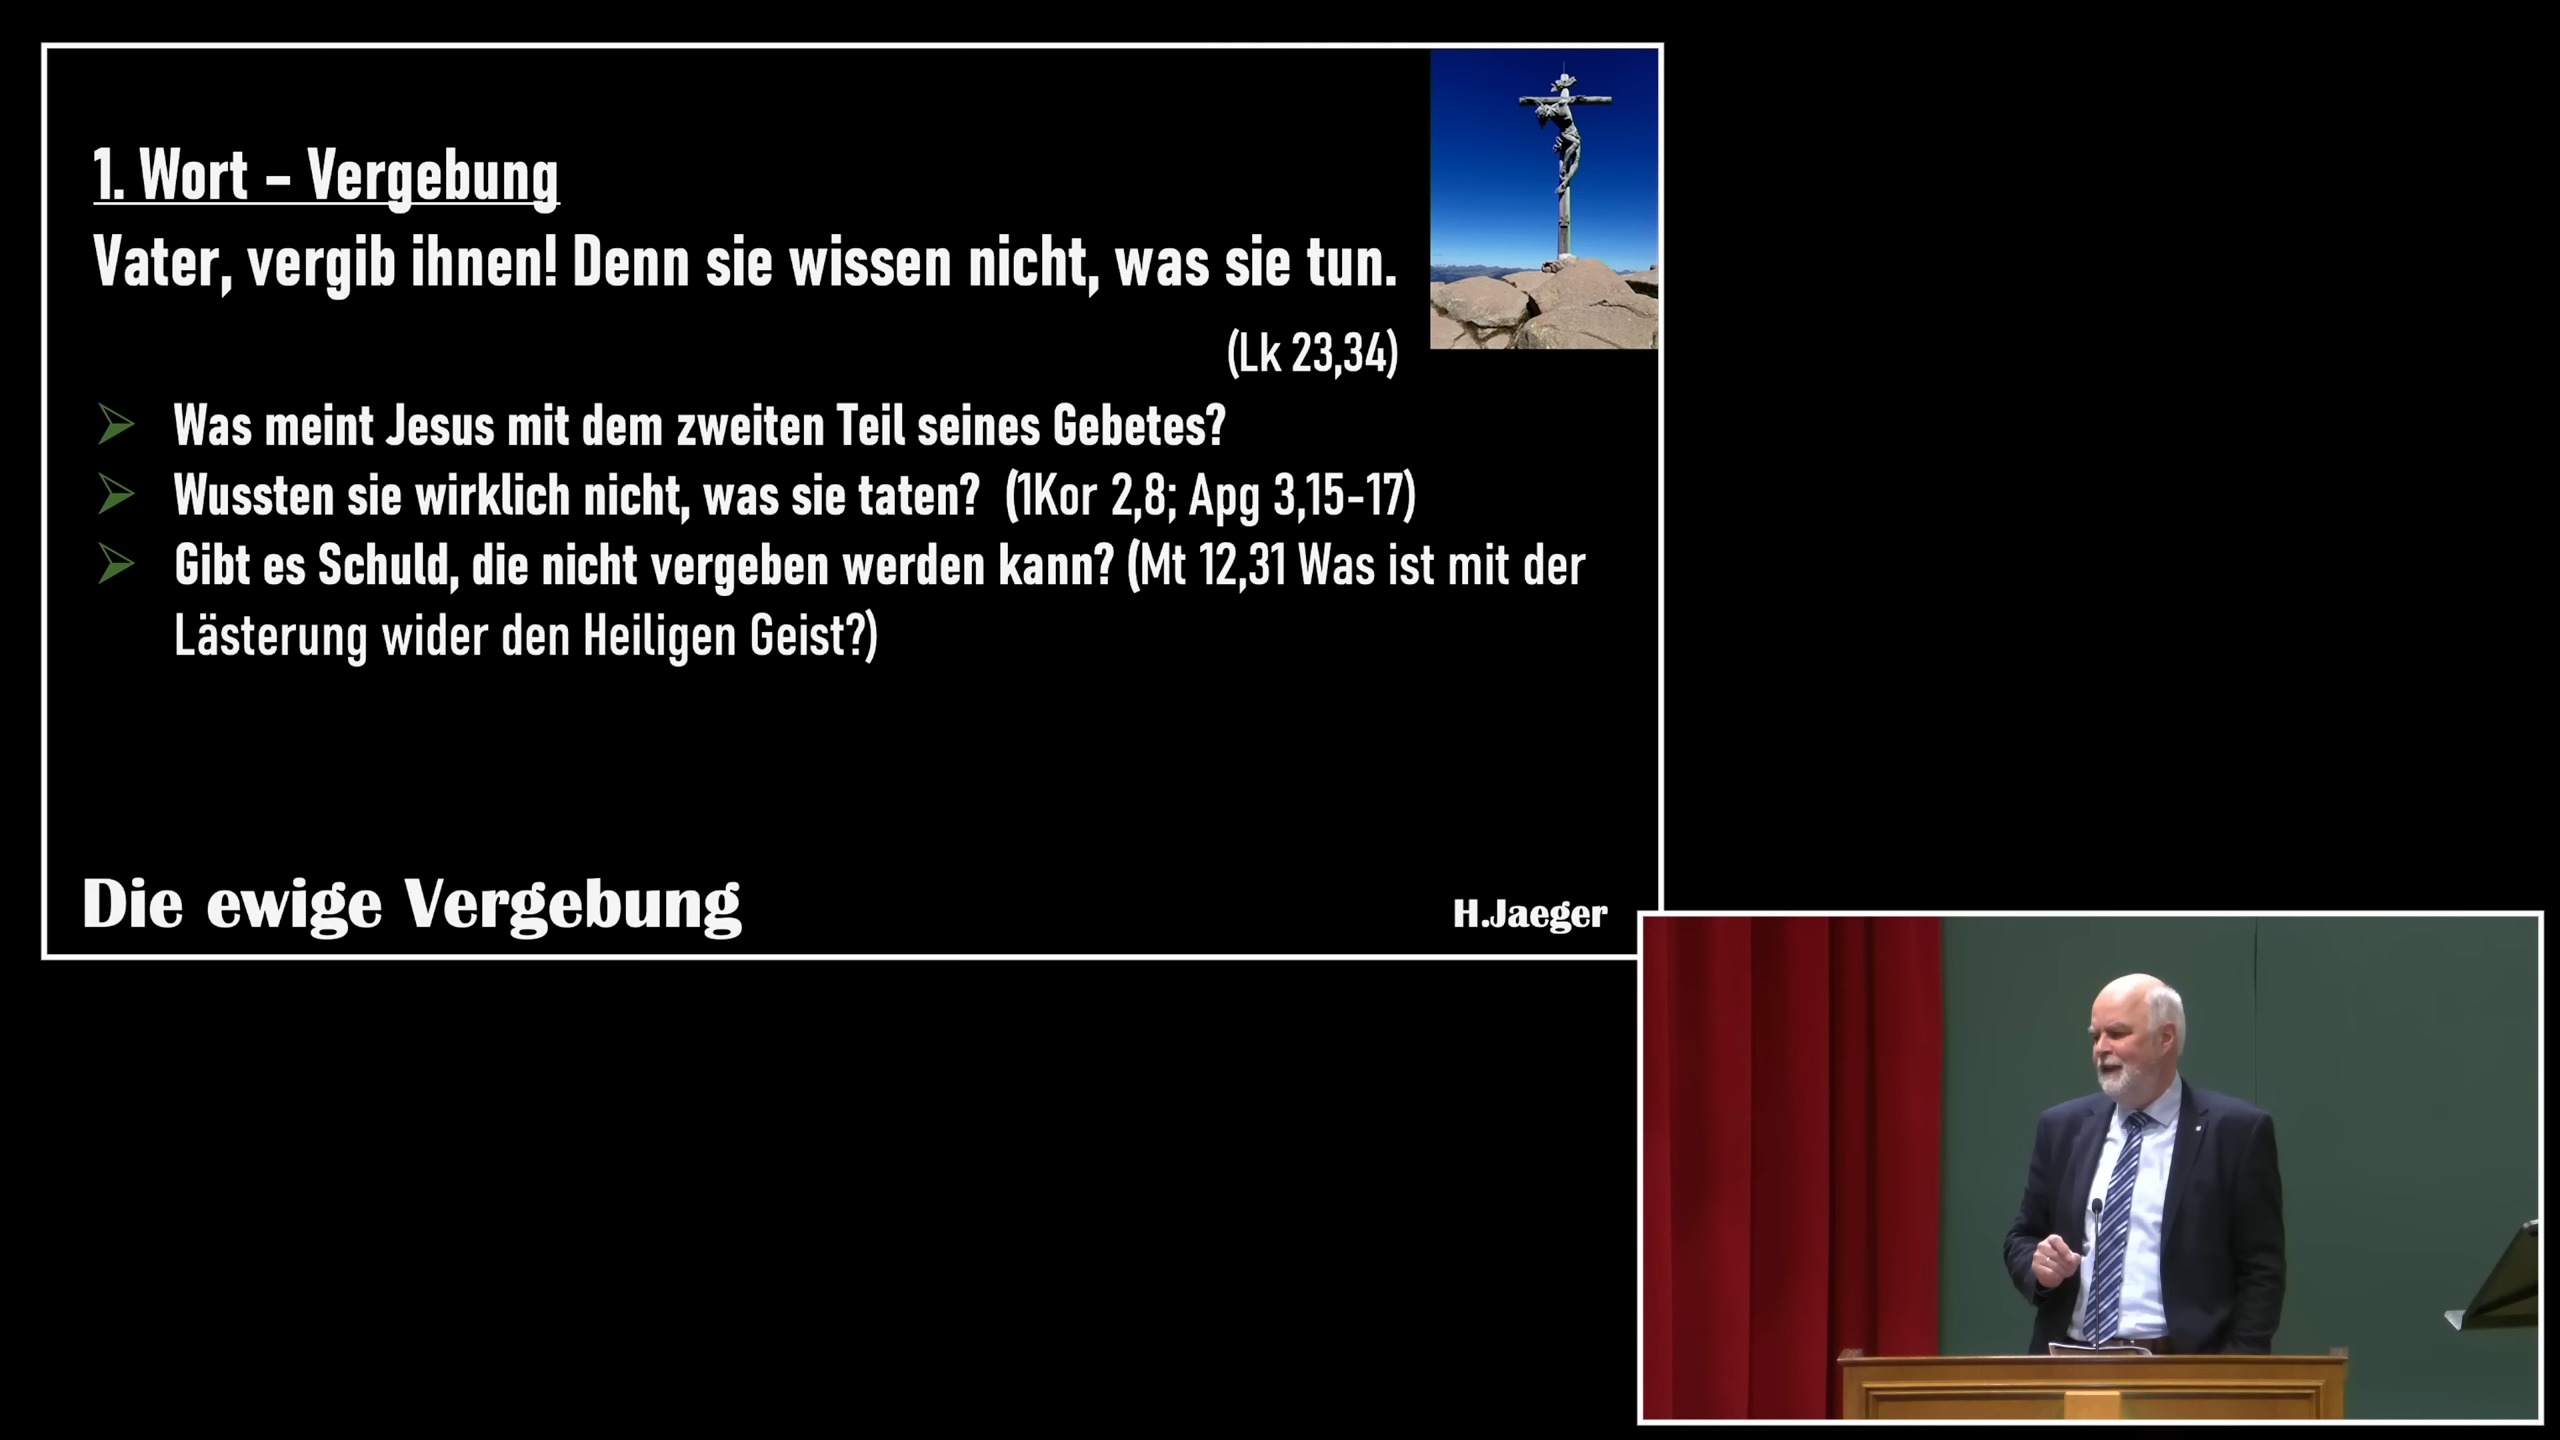 1. Wort – Vergebung
Vater, vergib ihnen! Denn sie wissen nicht, was sie tun.
(Lk 23,34)
Was meint Jesus mit dem zweiten Teil seines Gebetes?
Wussten sie wirklich nicht, was sie taten? (1Kor 2,8; Apg 3,15-17)
Gibt es Schuld, die nicht vergeben werden kann? (Mt 12,31 Was ist mit der
Lästerung wider den Heiligen Geist?)
Die ewige Vergebung
H.Jaeger